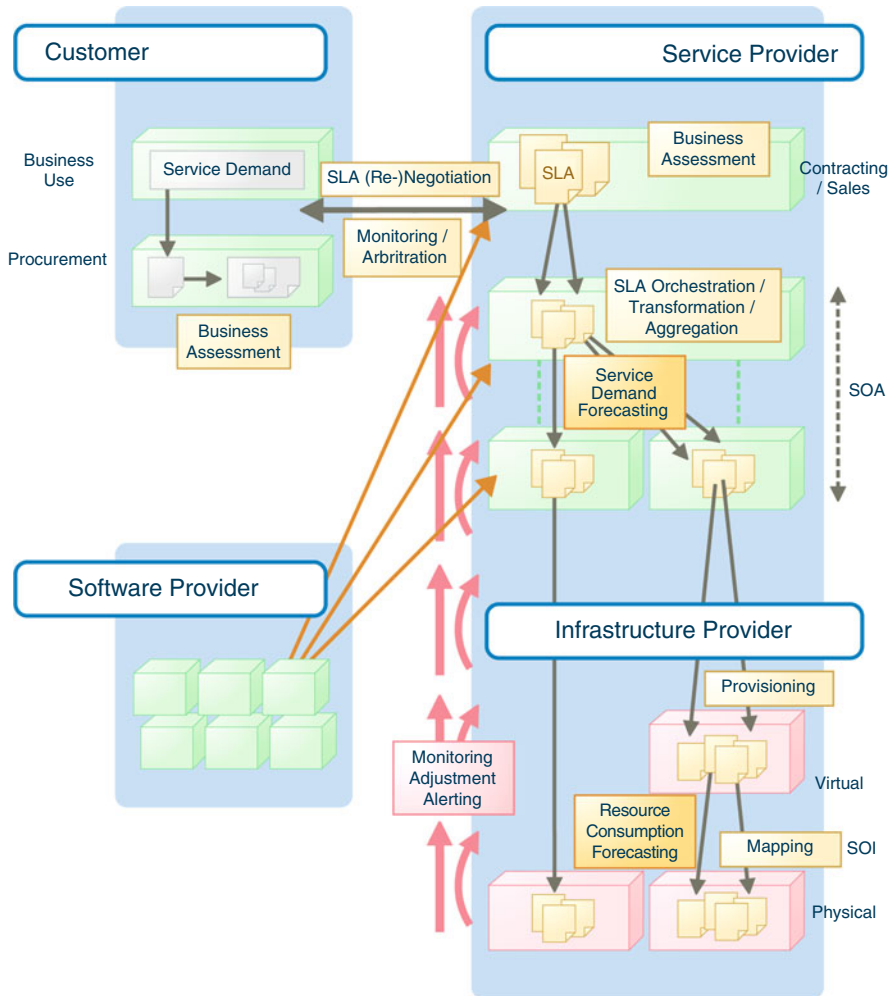 Customer
Service Provider
Business
Use
Service Demand
SLA (Re-)Negotiation
SLA
Business
Assessment
Contracting
/ Sales
Procurement
Monitoring /
Arbritration
Business
Assessment
SLA Orchestration /
Transformation /
Aggregation
Service
Demand
Forecasting
SOA
Software Provider
Infrastructure Provider
Provisioning
Monitoring
Adjustment
Alerting
Virtual
Resource
Consumption
Forecasting
Mapping
SOI
Physical